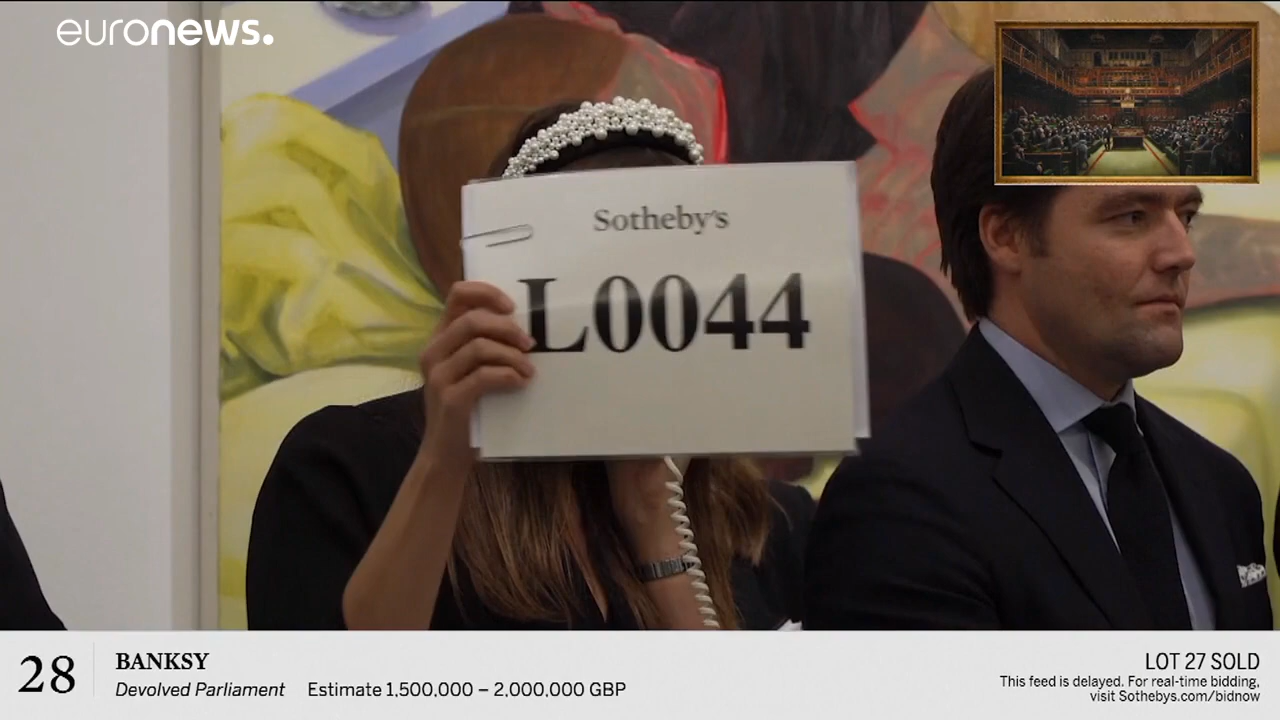 euronews.
Sotheby's
L0044
28
BANKSY
Devolved Parliament Estimate 1,500,000 – 2,000,000 GBP
LOT 27 SOLD
This feed is delayed. For real-time bidding,
visit Sothebys.com/bidnow